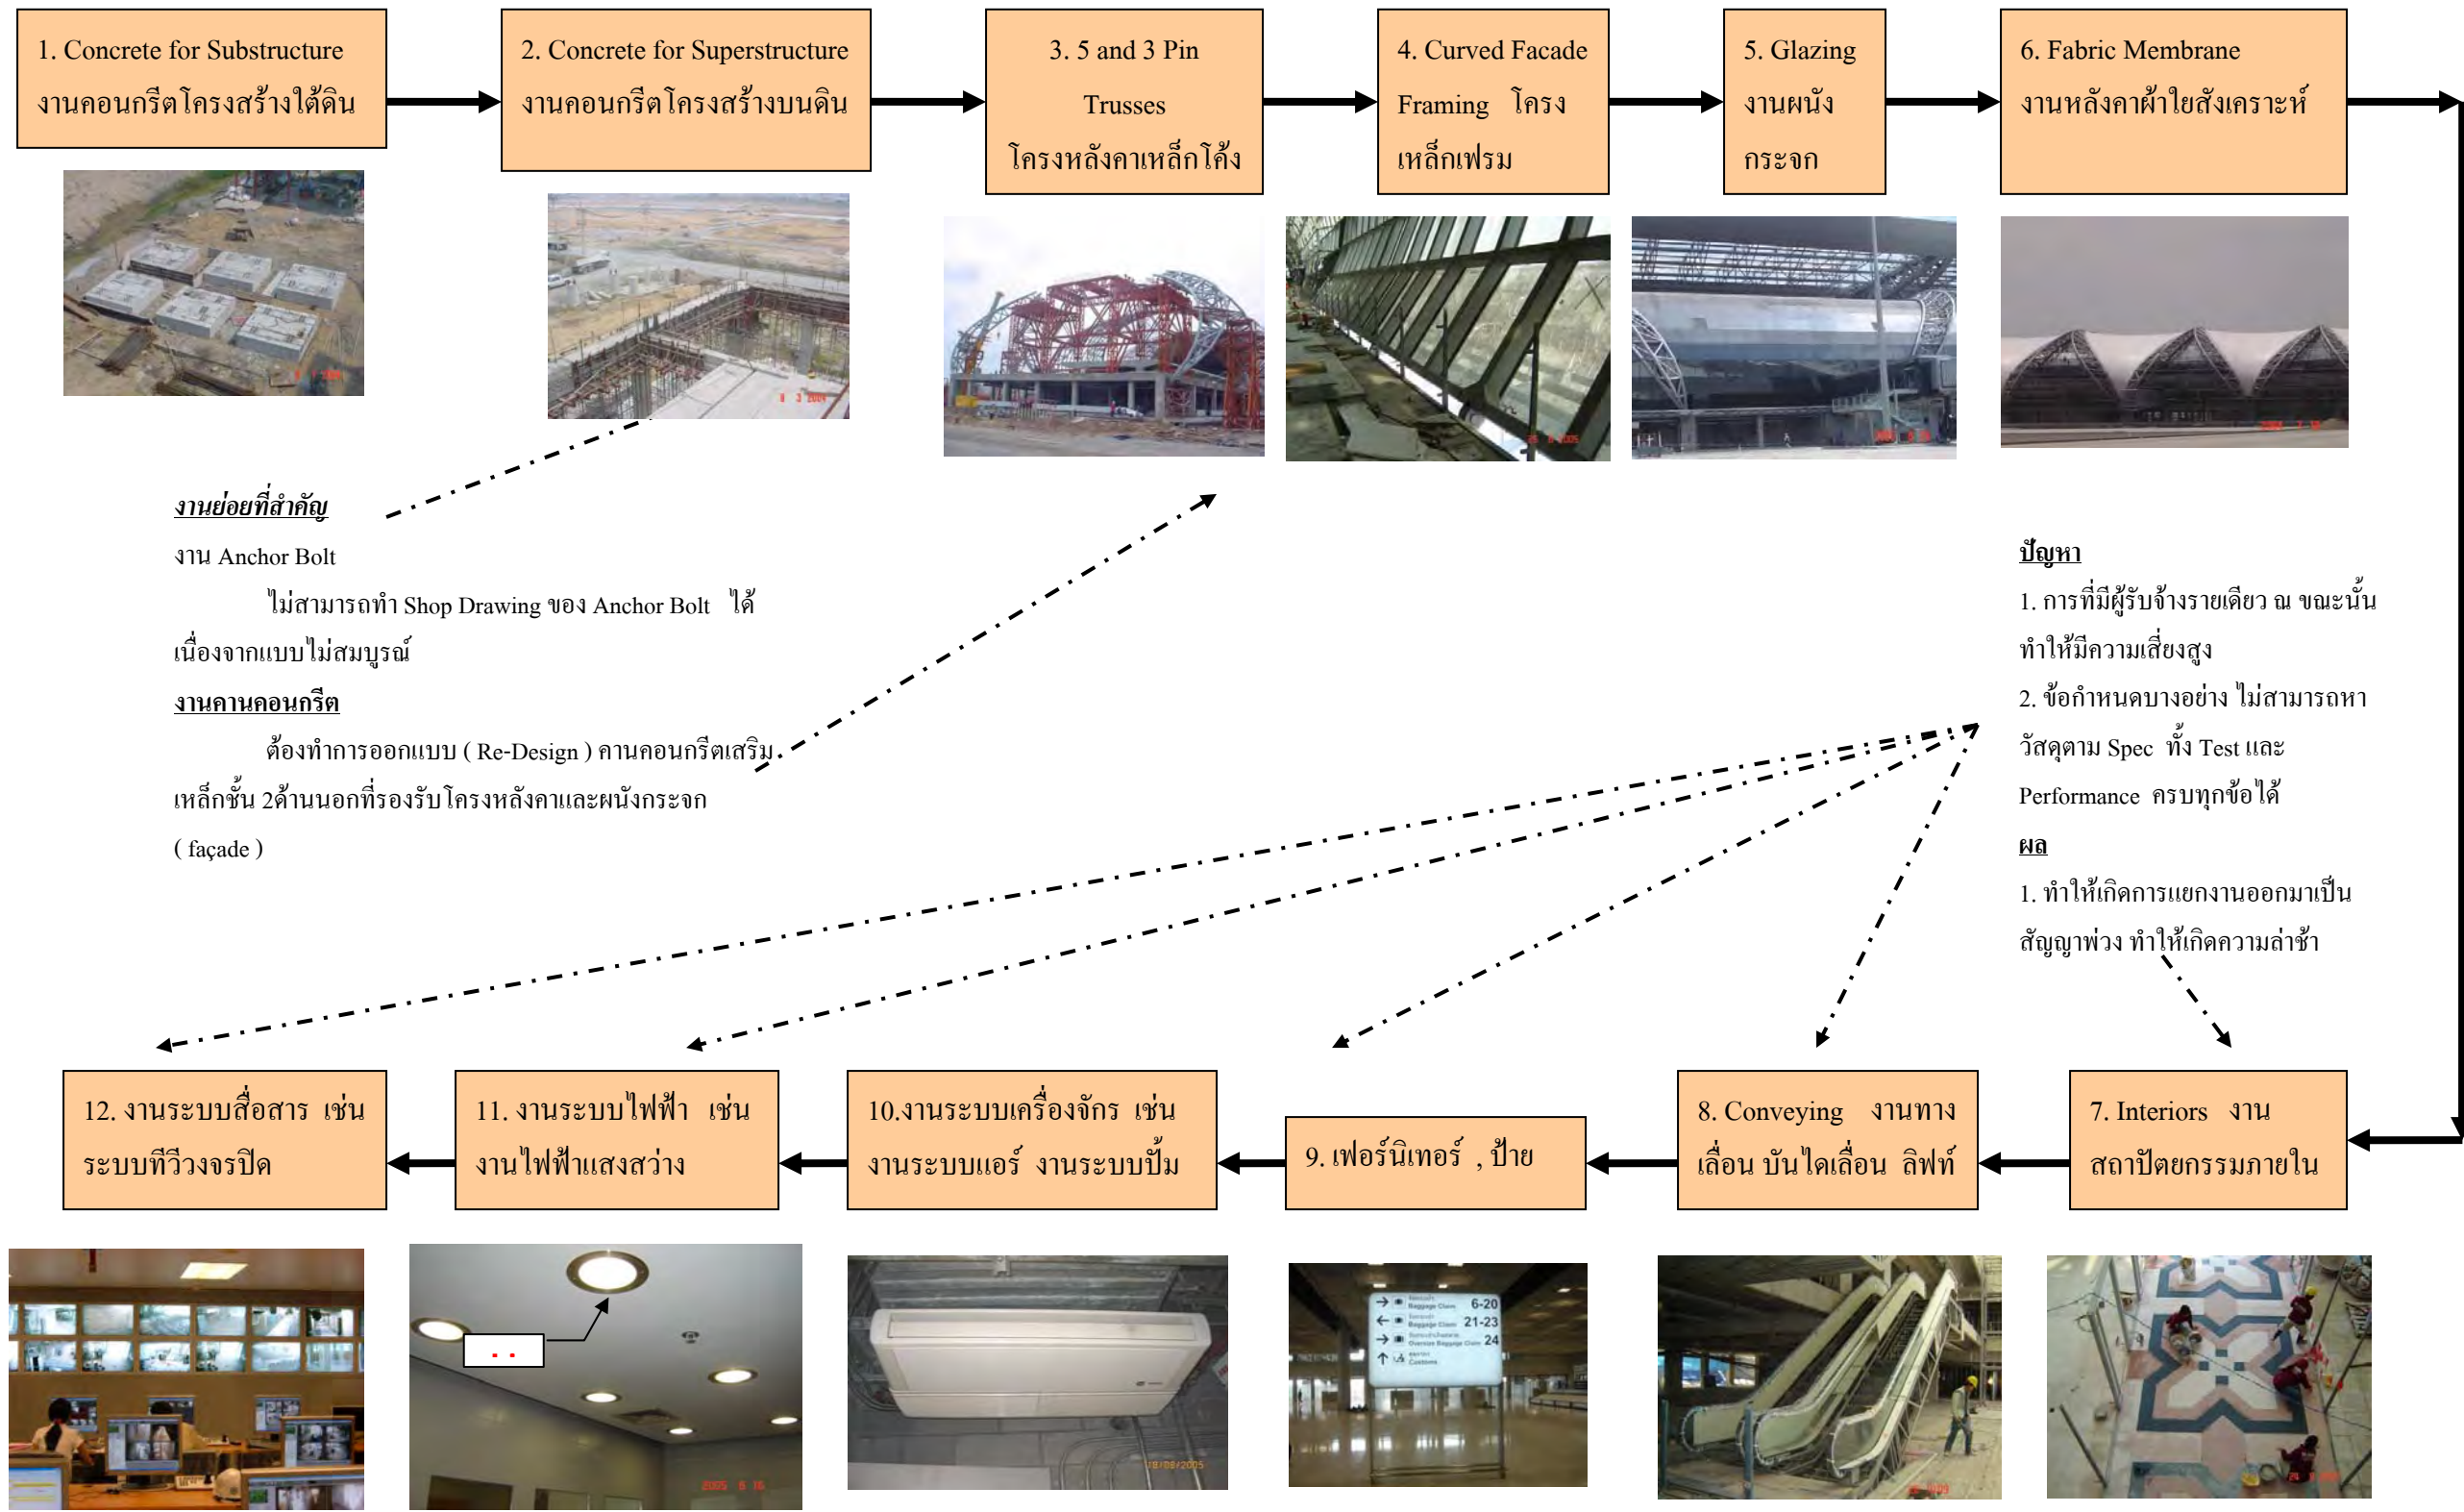 1. Concrete for Substructure
งานคอนกรีตโครงสร้างใต้ดิน
2. Concrete for Superstructure
งานคอนกรีตโครงสร้างบนดิน
3. 5 and 3 Pin
Trusses
โครงหลังคาเหล็กโค้ง
4. Curved Facade
Framing โครง
เหล็กเฟรม
5. Glazing
งานผนัง
กระจก
6. Fabric Membrane
งานหลังคาผ้าใยสังเคราะห์
งานย่อยที่สำคัญ
งาน Anchor Bolt
ไม่สามารถทำ Shop Drawing ของ Anchor Bolt ได้
เนื่องจากแบบไม่สมบูรณ์
งานคานคอนกรีต
ต้องทำการออกแบบ ( Re-Design ) คานคอนกรีตเสริม
เหล็กชั้น 2ด้านนอกที่รองรับโครงหลังคาและผนังกระจก
( façade )
ปัญหา
1. การที่มีผู้รับจ้างรายเดียว ณ ขณะนั้น
ทำให้มีความเสี่ยงสูง
2. ข้อกำหนดบางอย่าง ไม่สามารถหา
วัสดุตาม Spec ทั้ง Test และ
Performance ครบทุกข้อได้
ผล
1. ทำให้เกิดการแยกงานออกมาเป็น
สัญญาพ่วง ทำให้เกิดความล่าช้า
12. งานระบบสื่อสาร เช่น
ระบบทีวีวงจรปิด
11. งานระบบไฟฟ้า เช่น
งานไฟฟ้าแสงสว่าง
10.งานระบบเครื่องจักร เช่น
งานระบบแอร์ งานระบบปั้ม
9. เฟอร์นิเทอร์ , ป้าย
8. Conveying งานทาง
เลื่อน บันไดเลื่อน ลิฟท์
7. Interiors งาน
สถาปัตยกรรมภายใน
. .
Baggage Claim 6-20
Baggage Claim 21-23
Oversize Baggage Claim 24
Customs
18/08/2005
2005 6 16